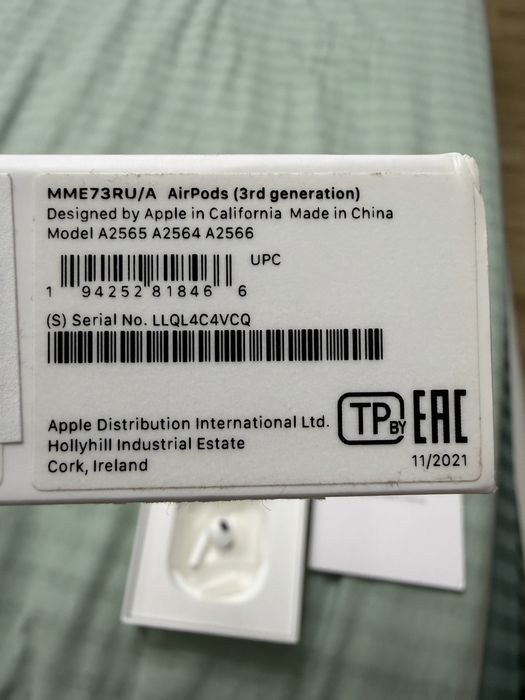 MME73RU/A AirPods (3rd generation)
Designed by Apple in California Made in China
Model A2565 A2564 A2566
UPC
1 94252 81846 6
(S) Serial No. LLQL4C4VCQ
Apple Distribution International Ltd.
Hollyhill Industrial Estate
Cork, Ireland
TP BY EAC
11/2021